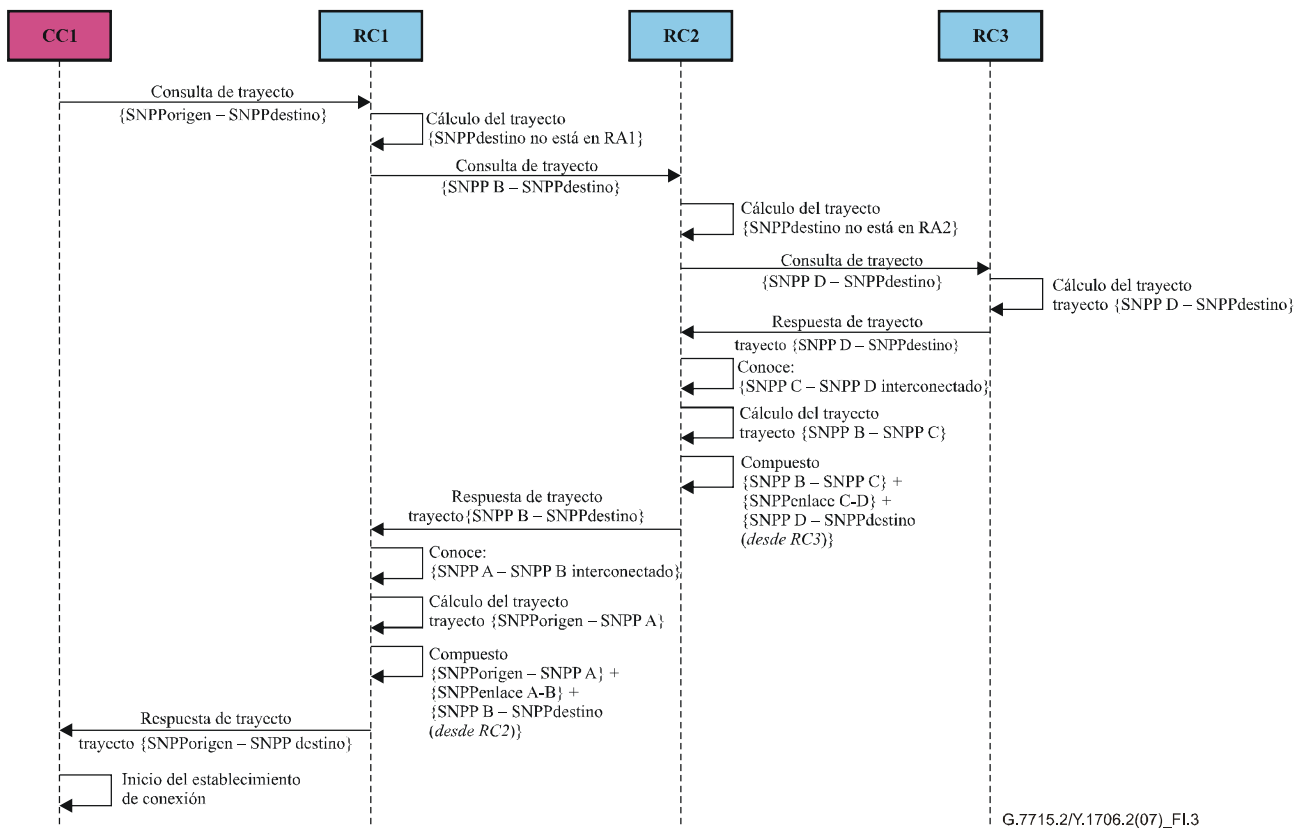 CC1
RC1
RC2
RC3
Consulta de trayecto
{SNPPorigen – SNPPdestino}
Cálculo del trayecto
{SNPPdestino no está en RA1}
Consulta de trayecto
{SNPP B – SNPPdestino}
Cálculo del trayecto
{SNPPdestino no está en RA2}
Consulta de trayecto
{SNPP D – SNPPdestino}
Cálculo del trayecto
trayecto {SNPP D – SNPPdestino}
Respuesta de trayecto
trayecto {SNPP D – SNPPdestino}
Conoce:
{SNPP C – SNPP D interconectado}
Cálculo del trayecto
trayecto {SNPP B – SNPP C}
Compuesto
{SNPP B – SNPP C} +
{SNPPenlace C-D} +
{SNPP D – SNPPdestino
(desde RC3)}
Respuesta de trayecto
trayecto{SNPP B – SNPPdestino}
Conoce:
{SNPP A – SNPP B interconectado}
Cálculo del trayecto
trayecto {SNPPorigen – SNPP A}
Compuesto
{SNPPorigen – SNPP A} +
{SNPPenlace A-B} +
{SNPP B – SNPPdestino
(desde RC2)}
Respuesta de trayecto
trayecto {SNPPorigen – SNPP destino}
Inicio del establecimiento
de conexión
G.7715.2/Y.1706.2(07)_FI.3